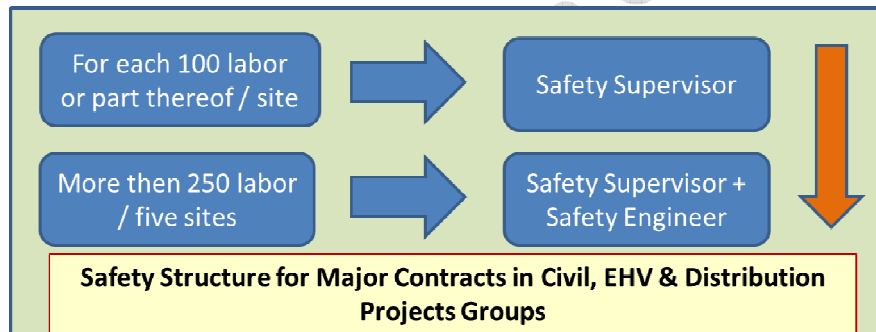 For each 100 labor
or part thereof / site
Safety Supervisor
More then 250 labor
/ five sites
Safety Supervisor +
Safety Engineer
Safety Structure for Major Contracts in Civil, EHV & Distribution
Projects Groups